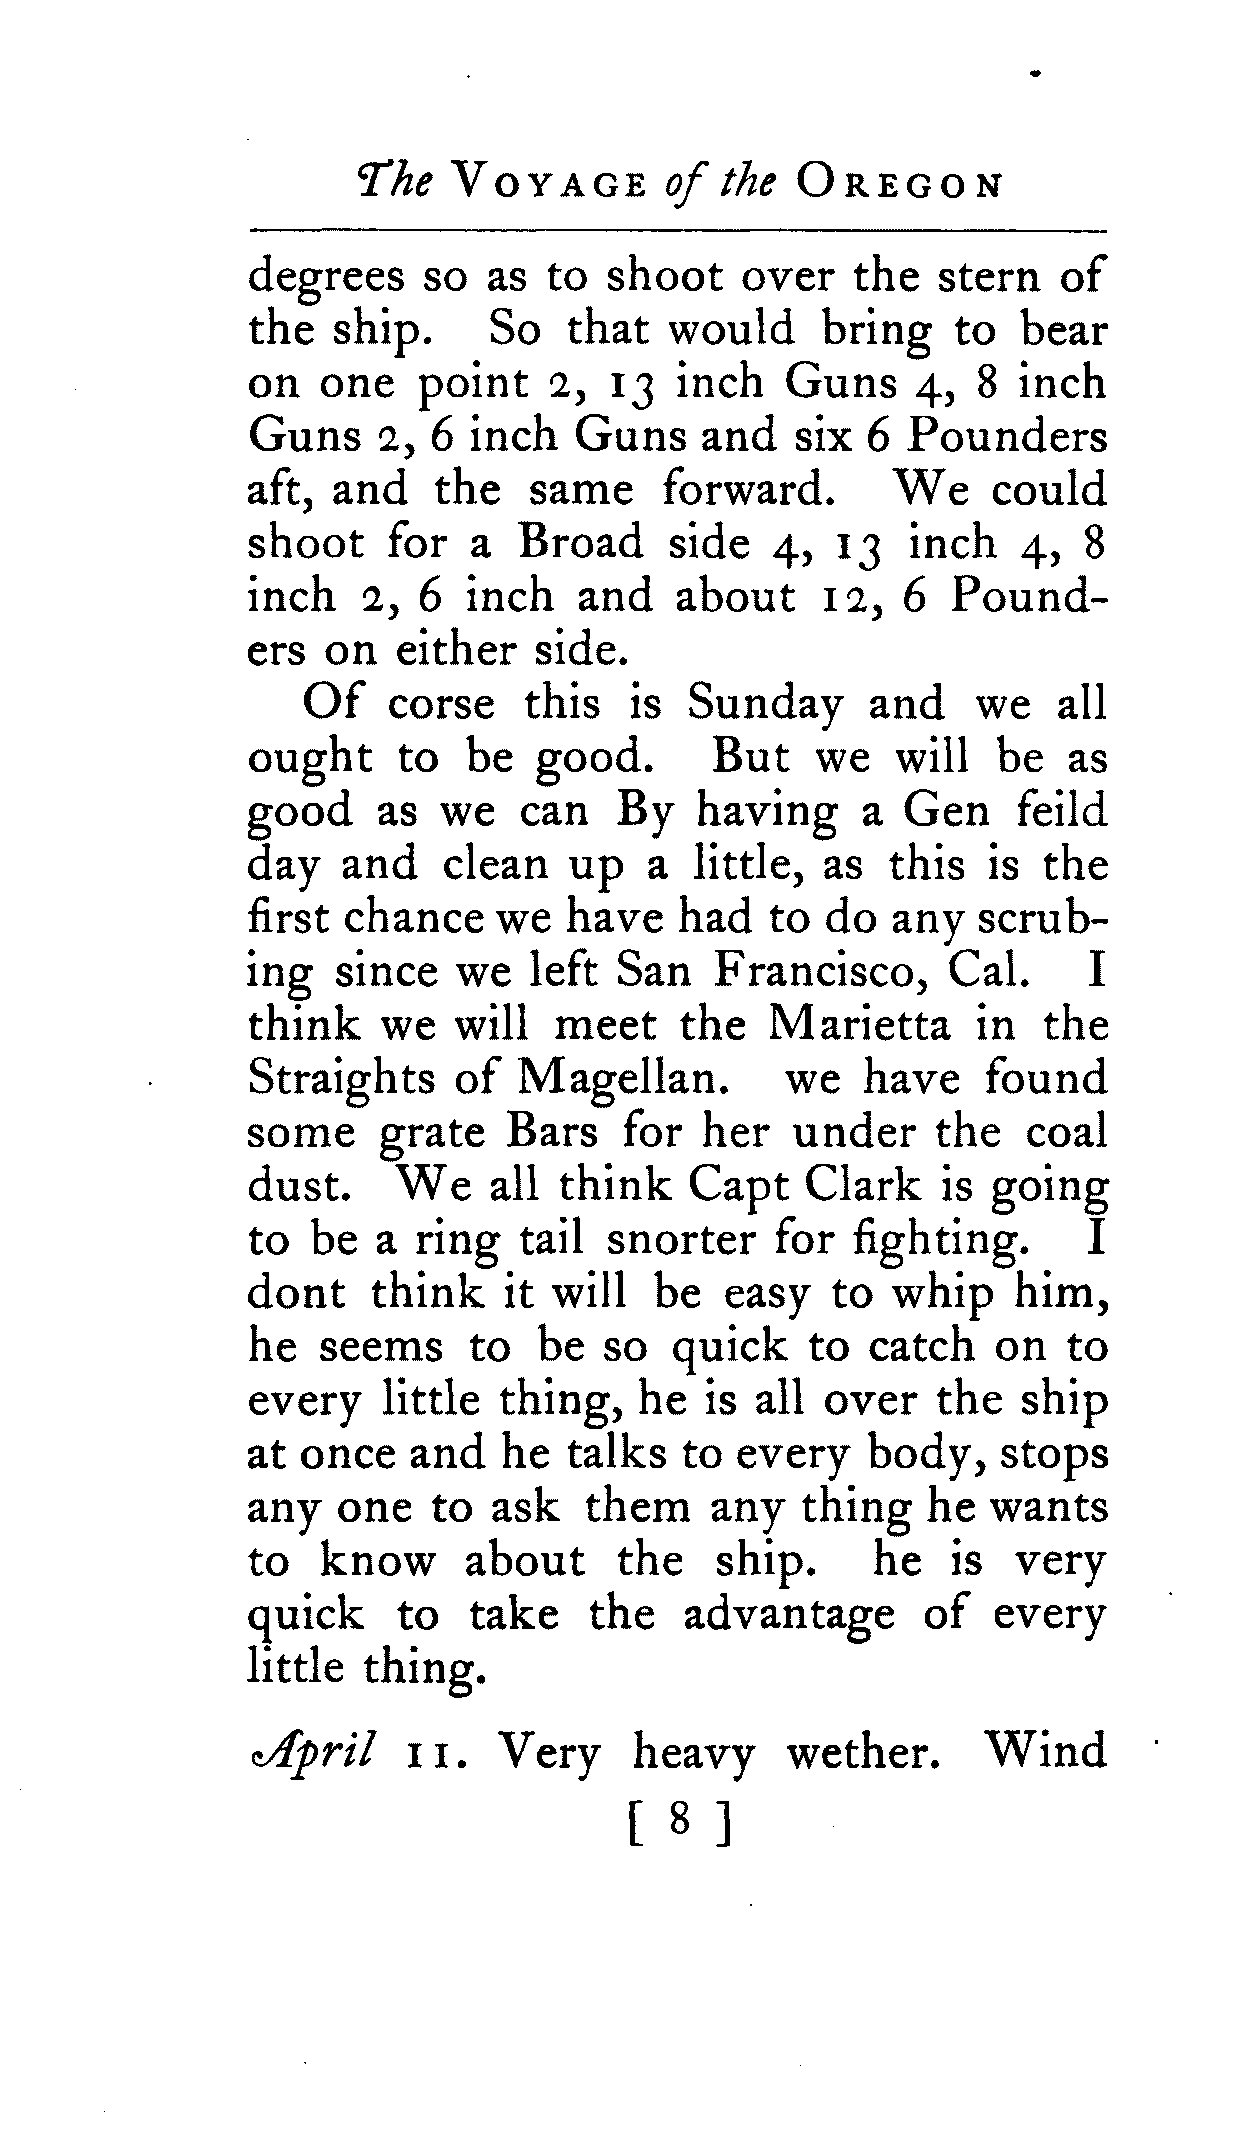 The VOYAGE of the OREGON
degrees so as to shoot over the stern of
the ship. So that would bring to bear
on one point 2, 13 inch Guns 4, 8 inch
Guns 2, 6 inch Guns and six 6 Pounders
aft, and the same forward. We could
shoot for a Broad side 4, 13 inch 4, 8
inch 2, 6 inch and about 12, 6 Pound-
ers on either side.
Of corse this is Sunday and we all
ought to be good. But we will be as
good as we can By having a Gen feild
day and clean up a little, as this is the
first chance we have had to do any scrub-
ing since we left San Francisco, Cal. I
think we will meet the Marietta in the
Straights of Magellan. we have found
some grate Bars for her under the coal
dust. We all think Capt Clark is going
to be a ring tail snorter for fighting. I
dont think it will be easy to whip him,
he seems to be so quick to catch on to
every little thing, he is all over the ship
at once and he talks to every body, stops
any one to ask them any thing he wants
to know about the ship. he is very
quick to take the advantage of every
little thing.
April 11. Very heavy wether. Wind
[ 8 ]